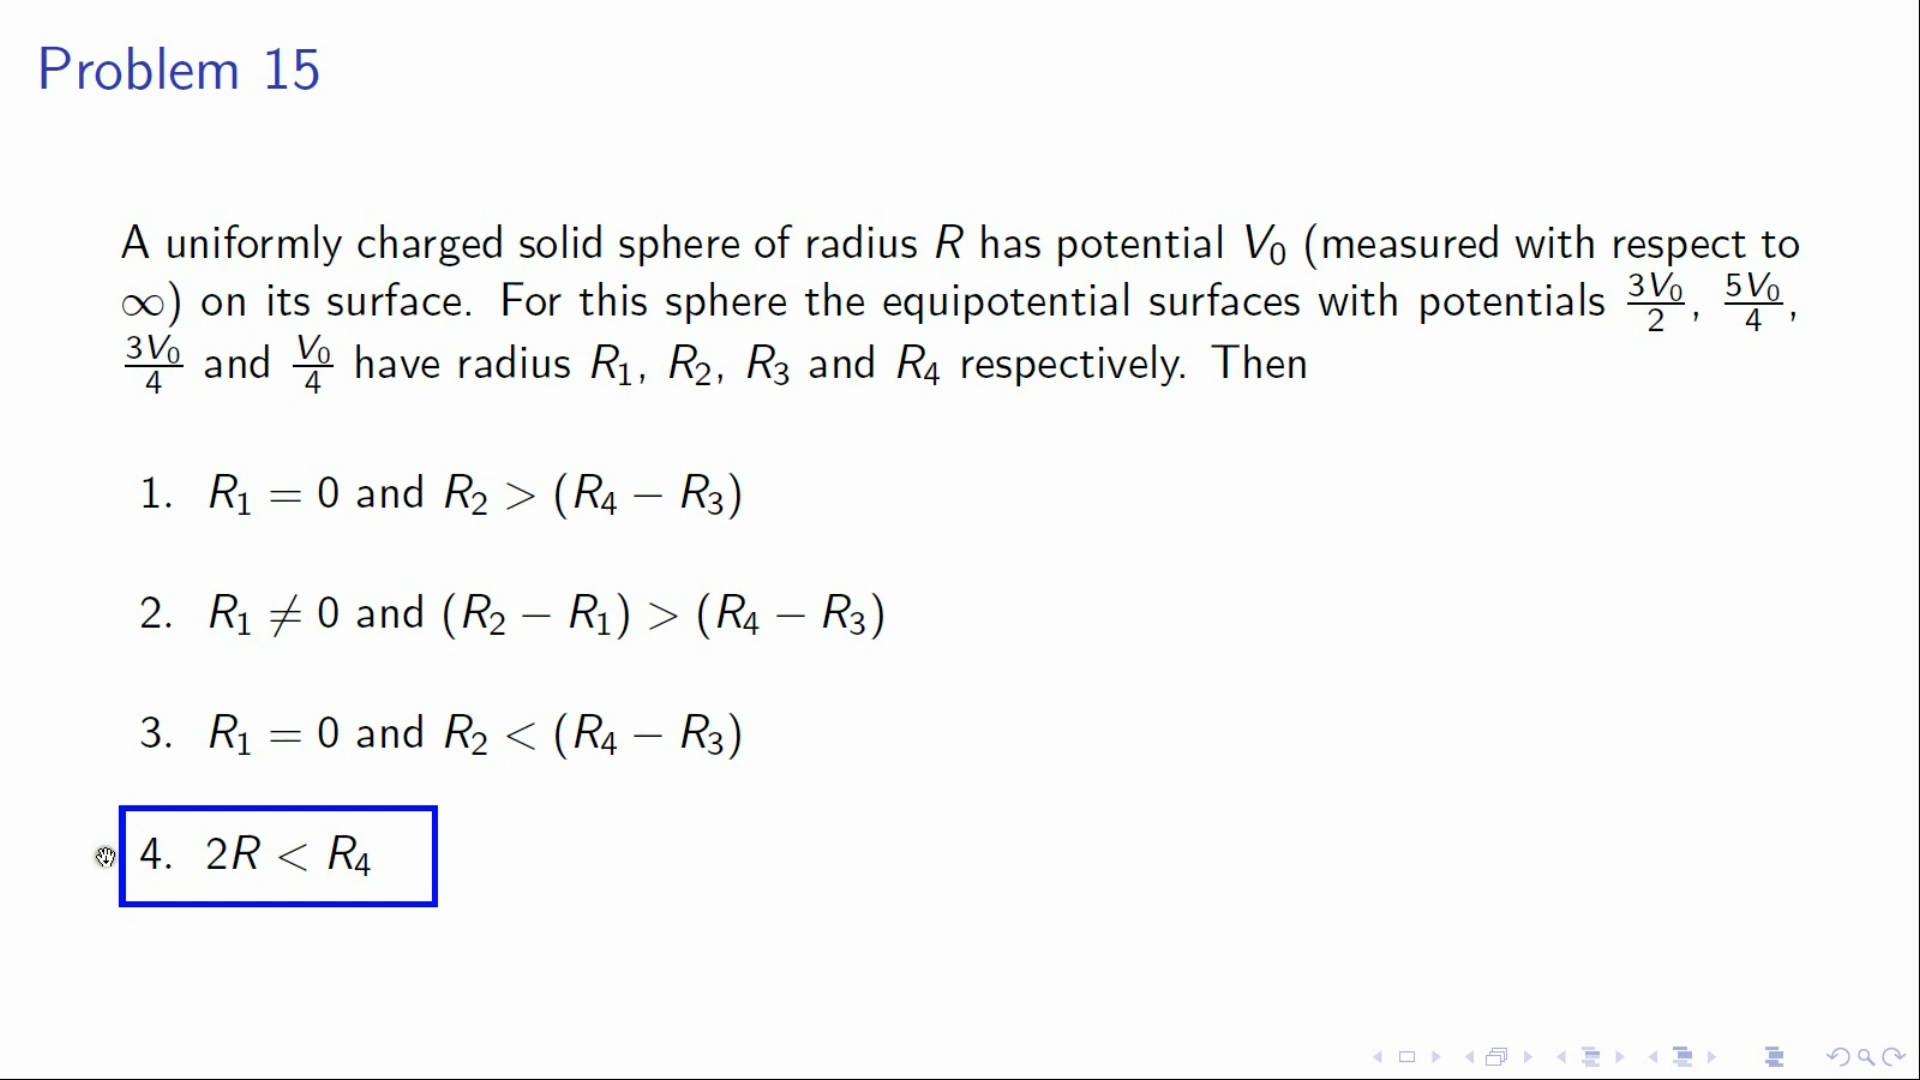 Problem 15
A uniformly charged solid sphere of radius R has potential V₀ (measured with respect to
∞) on its surface. For this sphere the equipotential surfaces with potentials 3V₀/2, 5V₀/4,
3V₀/4 and V₀/4 have radius R₁, R₂, R₃ and R₄ respectively. Then
1. R₁ = 0 and R₂ > (R₄ − R₃)
2. R₁ ≠ 0 and (R₂ − R₁) > (R₄ − R₃)
3. R₁ = 0 and R₂ < (R₄ − R₃)
4. 2R < R₄